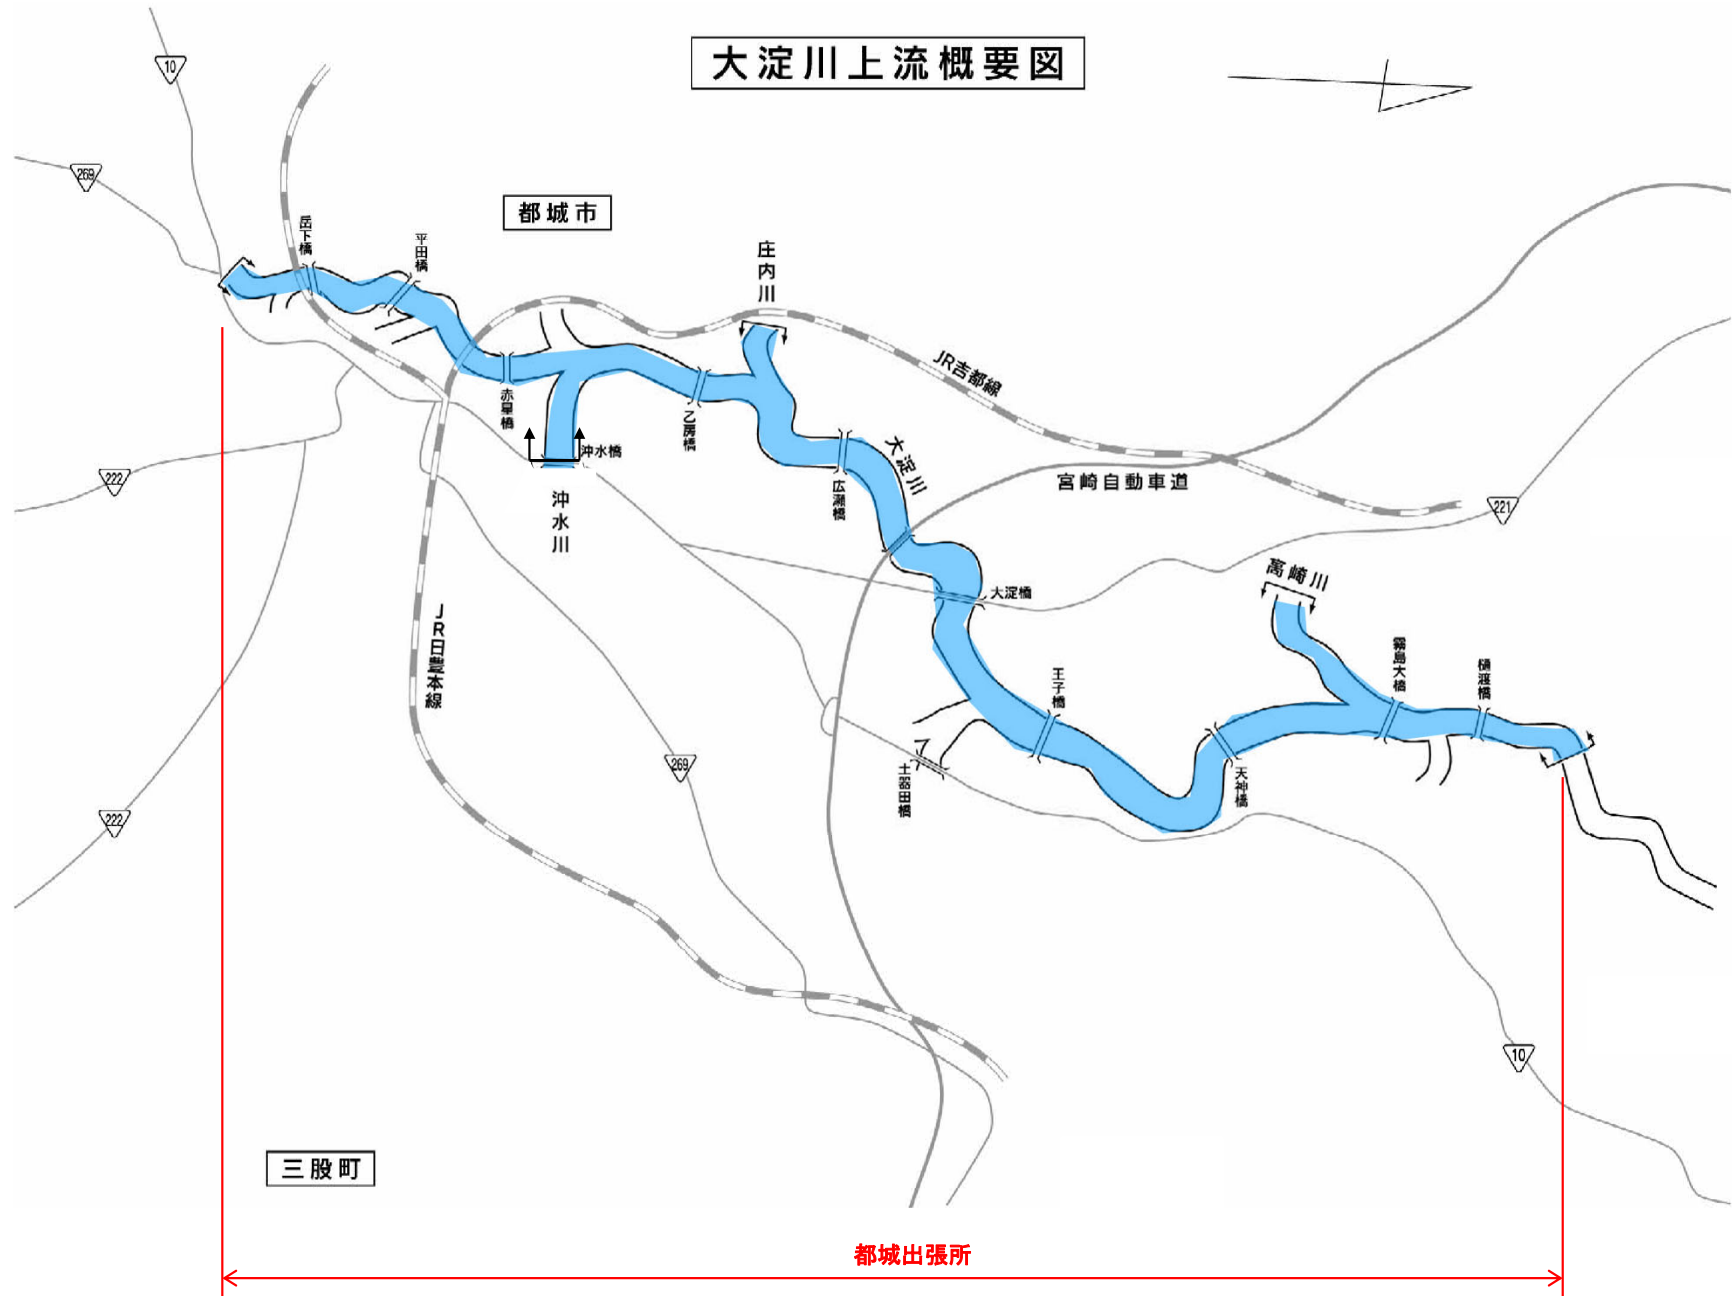 大淀川上流概要図
10
269
都城市
岳下橋
平田橋
庄内川
JR吉都線
赤星橋
乙房橋
沖水橋
沖水川
広瀬橋
大淀川
宮崎自動車道
221
222
大淀橋
高崎川
JR日豊本線
王子橋
霧島大橋
樋渡橋
269
土器田橋
天神橋
222
10
三股町
都城出張所